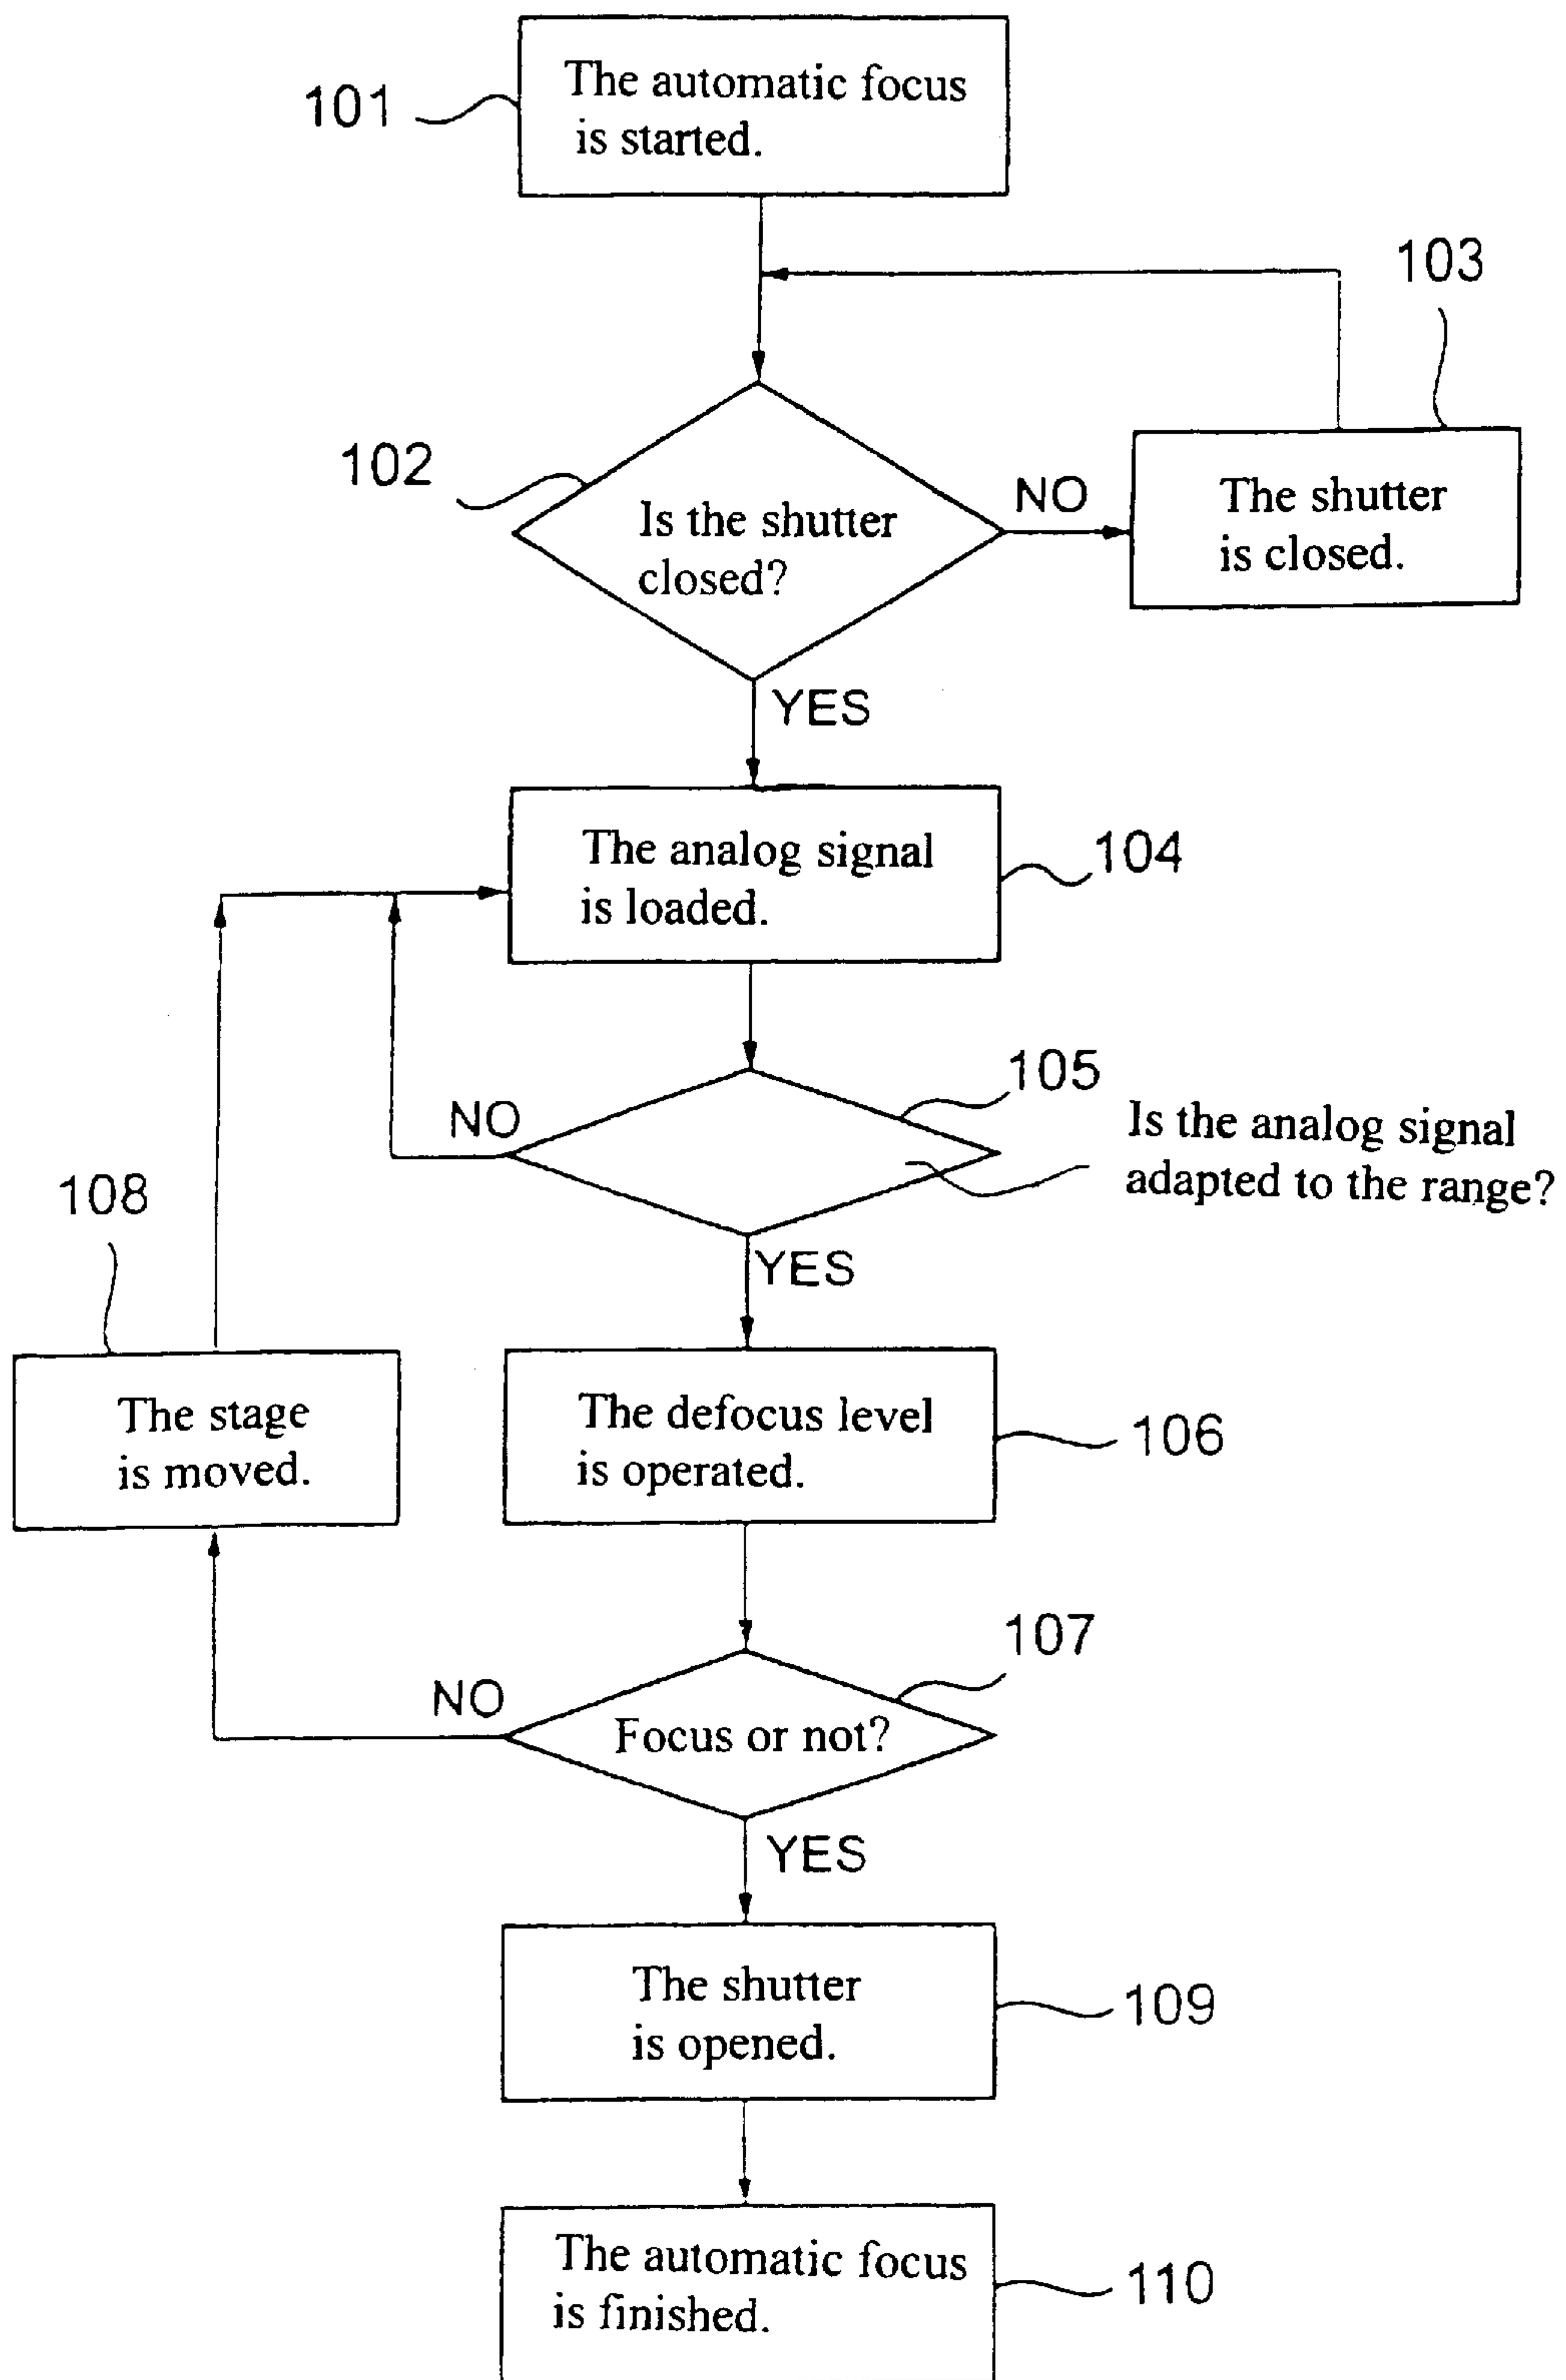 The automatic focus
is started.
101
103
102
Is the shutter
closed?
NO
The shutter
is closed.
YES
The analog signal
is loaded.
104
105
NO
Is the analog signal
adapted to the range?
108
YES
The stage
is moved.
The defocus level
is operated.
106
107
NO
Focus or not?
YES
The shutter
is opened.
109
The automatic focus
is finished.
110